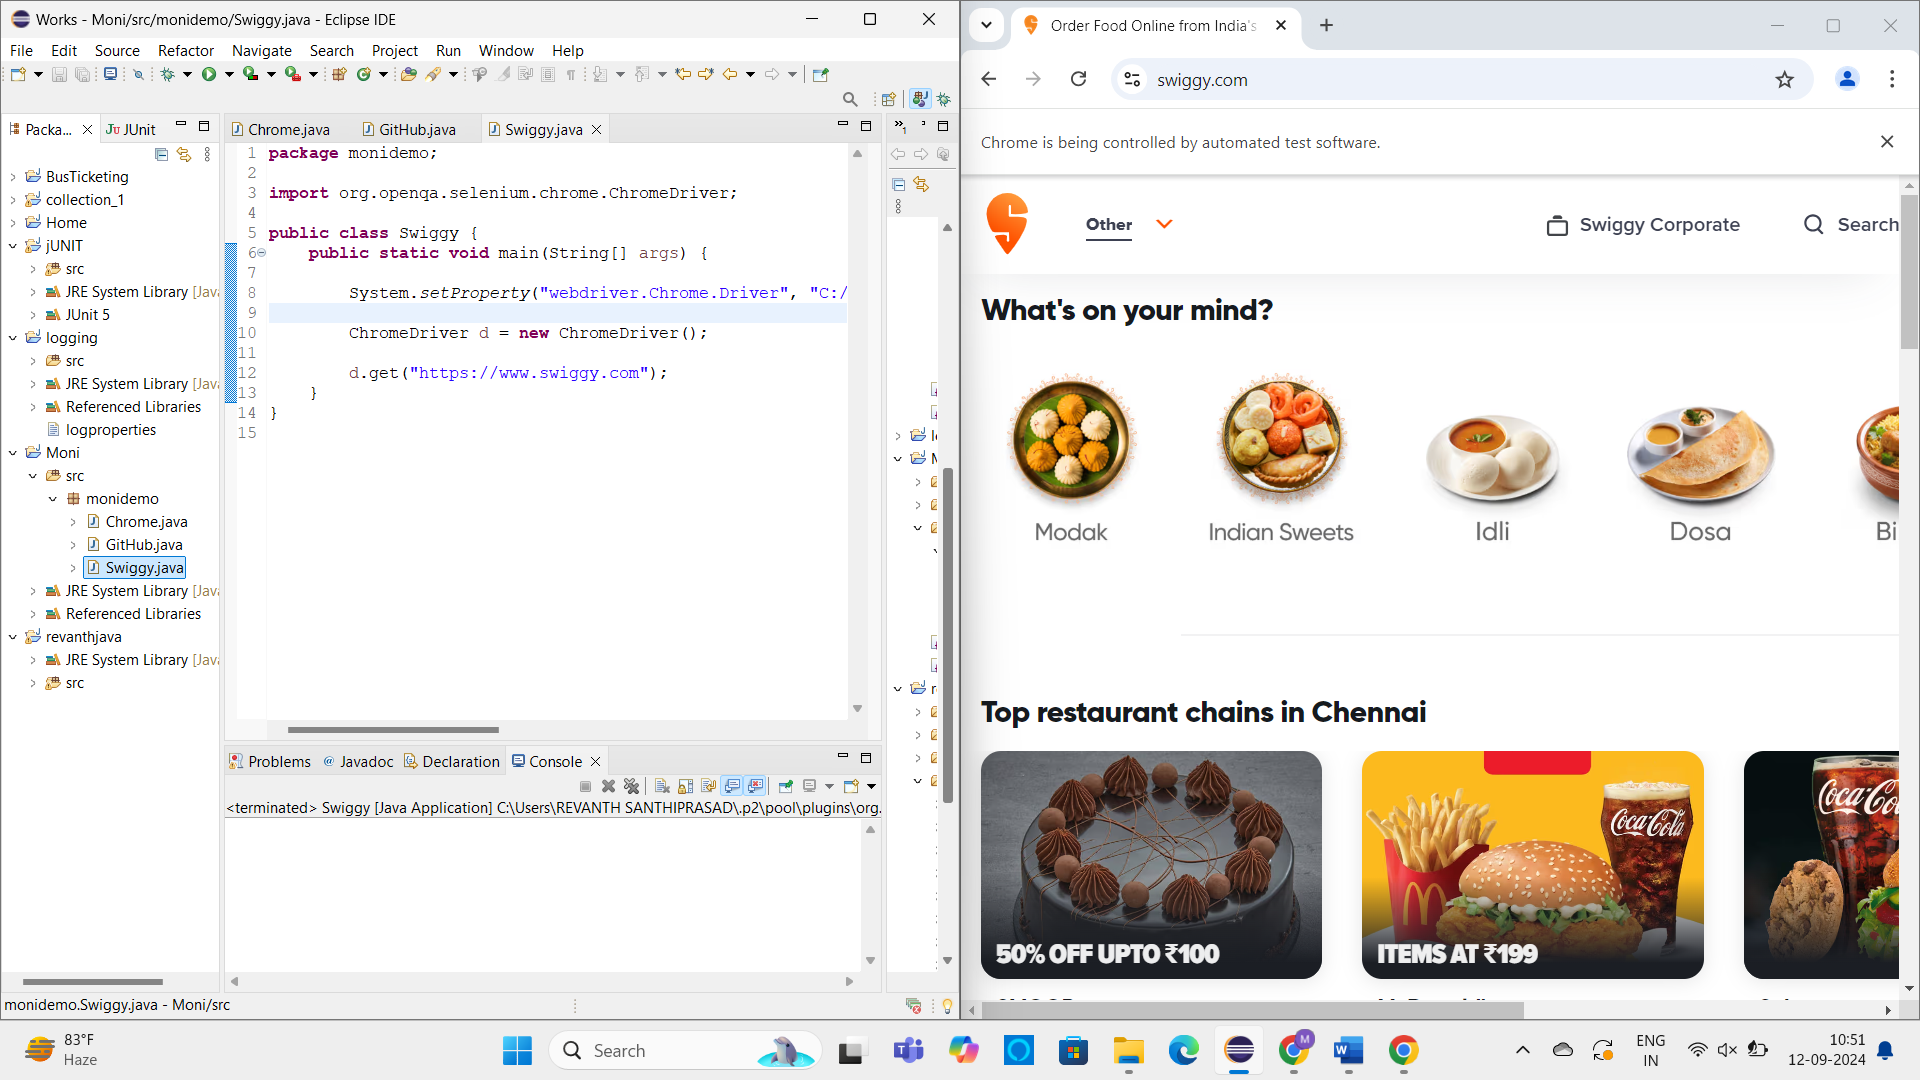 Works - Moni/src/monidemo/Swiggy.java - Eclipse IDE
File Edit Source Refactor Navigate Search Project Run Window Help
Packa... JUnit
BusTicketing
collection_1
Home
jUNIT
src
JRE System Library [Java
JUnit 5
logging
src
JRE System Library [Java
Referenced Libraries
logproperties
Moni
src
monidemo
Chrome.java
GitHub.java
Swiggy.java
JRE System Library [Java
Referenced Libraries
revanthjava
JRE System Library [Java
src
Chrome.java GitHub.java Swiggy.java
1 package monidemo;
2
3 import org.openqa.selenium.chrome.ChromeDriver;
4
5 public class Swiggy {
6 public static void main(String[] args) {
7
8 System.setProperty("webdriver.Chrome.Driver", "C:/
9
10 ChromeDriver d = new ChromeDriver();
11
12 d.get("https://www.swiggy.com");
13 }
14 }
15
Problems Javadoc Declaration Console
<terminated> Swiggy [Java Application] C:\Users\REVANTH SANTHIPRASAD\.p2\pool\plugins\org.
monidemo.Swiggy.java - Moni/src
Order Food Online from India's
swiggy.com
Chrome is being controlled by automated test software.
Other
Swiggy Corporate
Search
What's on your mind?
Modak
Indian Sweets
Idli
Dosa
Bi
Top restaurant chains in Chennai
50% OFF UPTO ₹100
Coca-Cola
ITEMS AT ₹199
83°F
Haze
Search
ENG
IN
10:51
12-09-2024